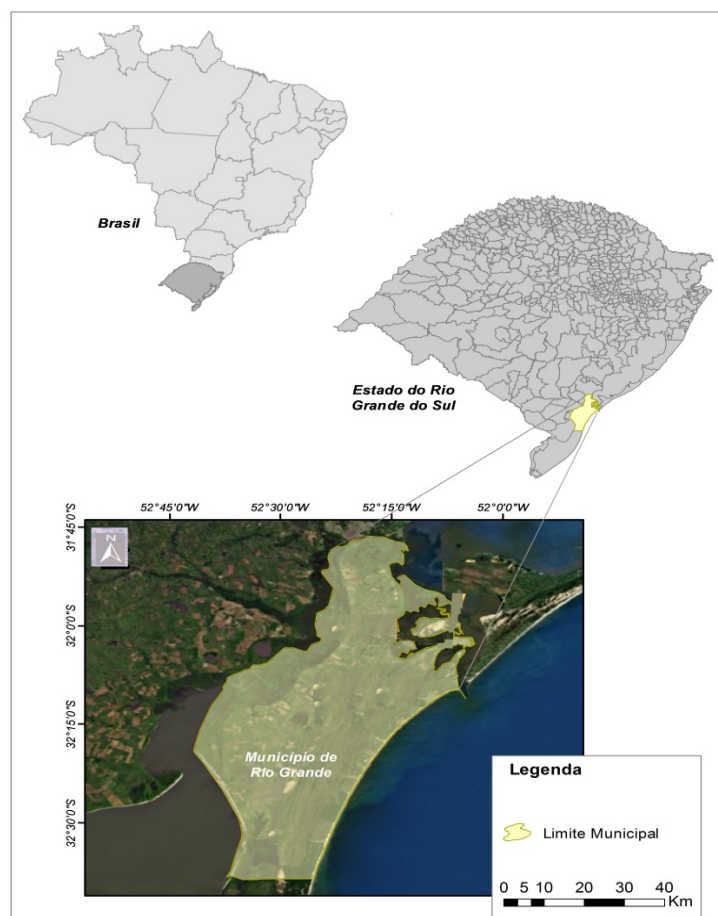 Brasil
Estado do Rio
Grande do Sul
52°45'0"W 52°30'0"W 52°15'0"W 52°0'0"W
31°45'0"S
N
32°0'0"S
32°15'0"S
32°30'0"S
Município de
Rio Grande
Legenda
Limite Municipal
0 5 10 20 30 40
Km